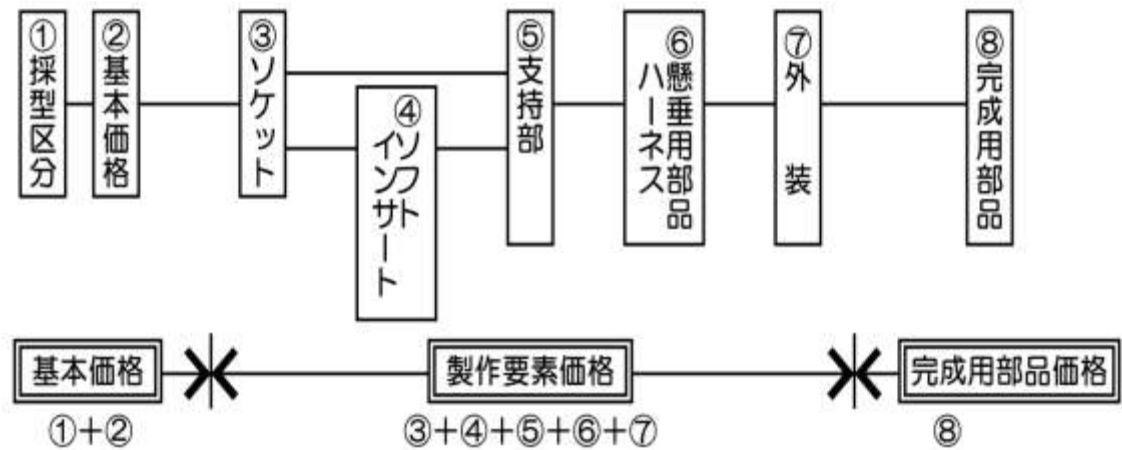 ①採型区分
②基本価格
③ソケット
④ソフト
インサート
⑤支持部
⑥懸垂用部品
ハーネス
⑦外装
⑧完成用部品
基本価格
製作要素価格
完成用部品価格
①+②
③+④+⑤+⑥+⑦
⑧